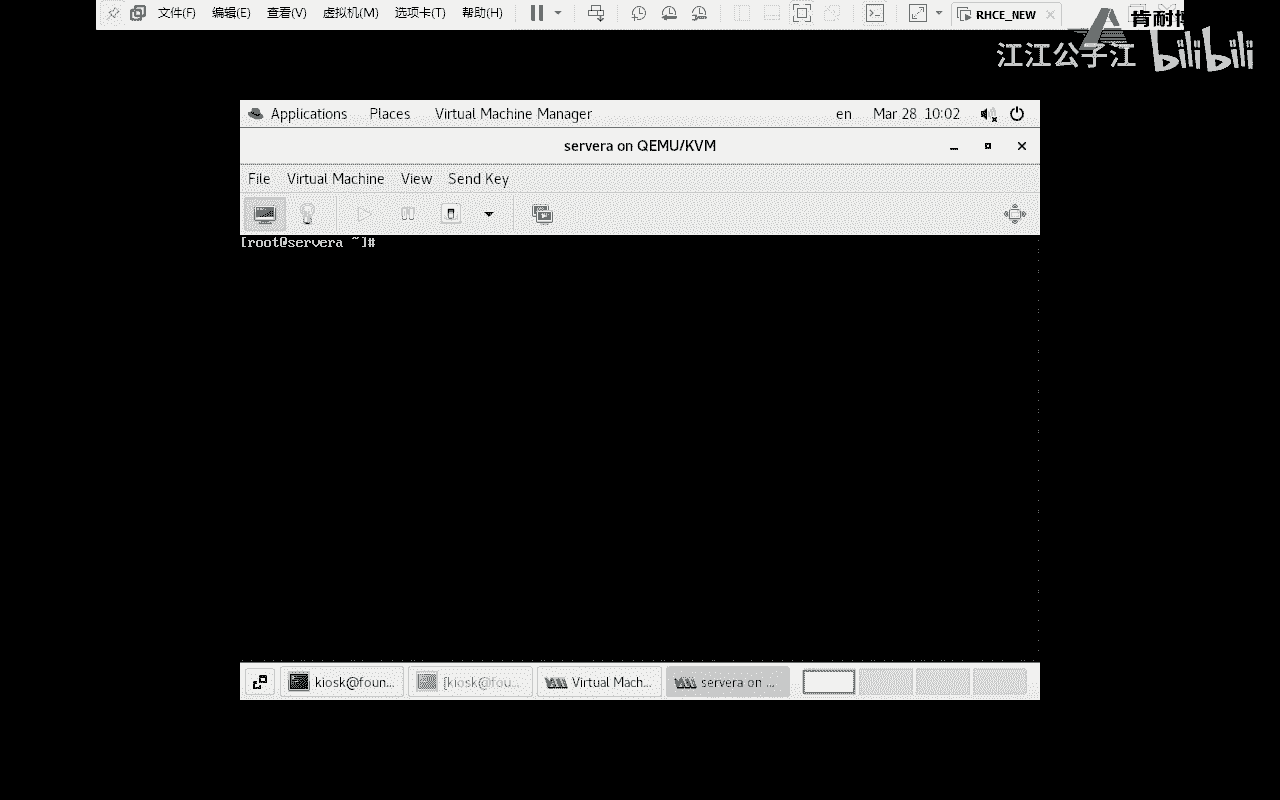 文件(F) 编辑(E) 查看(V) 虚拟机(M) 选项卡(T) 帮助(H) RHCE_NEW
肯耐
江江公子江 bilibili
Applications Places Virtual Machine Manager en Mar 28 10:02
servera on QEMU/KVM
File Virtual Machine View Send Key
[root@servera ~]#
kiosk@foun... [kiosk@fou... Virtual Mach... servera on ...